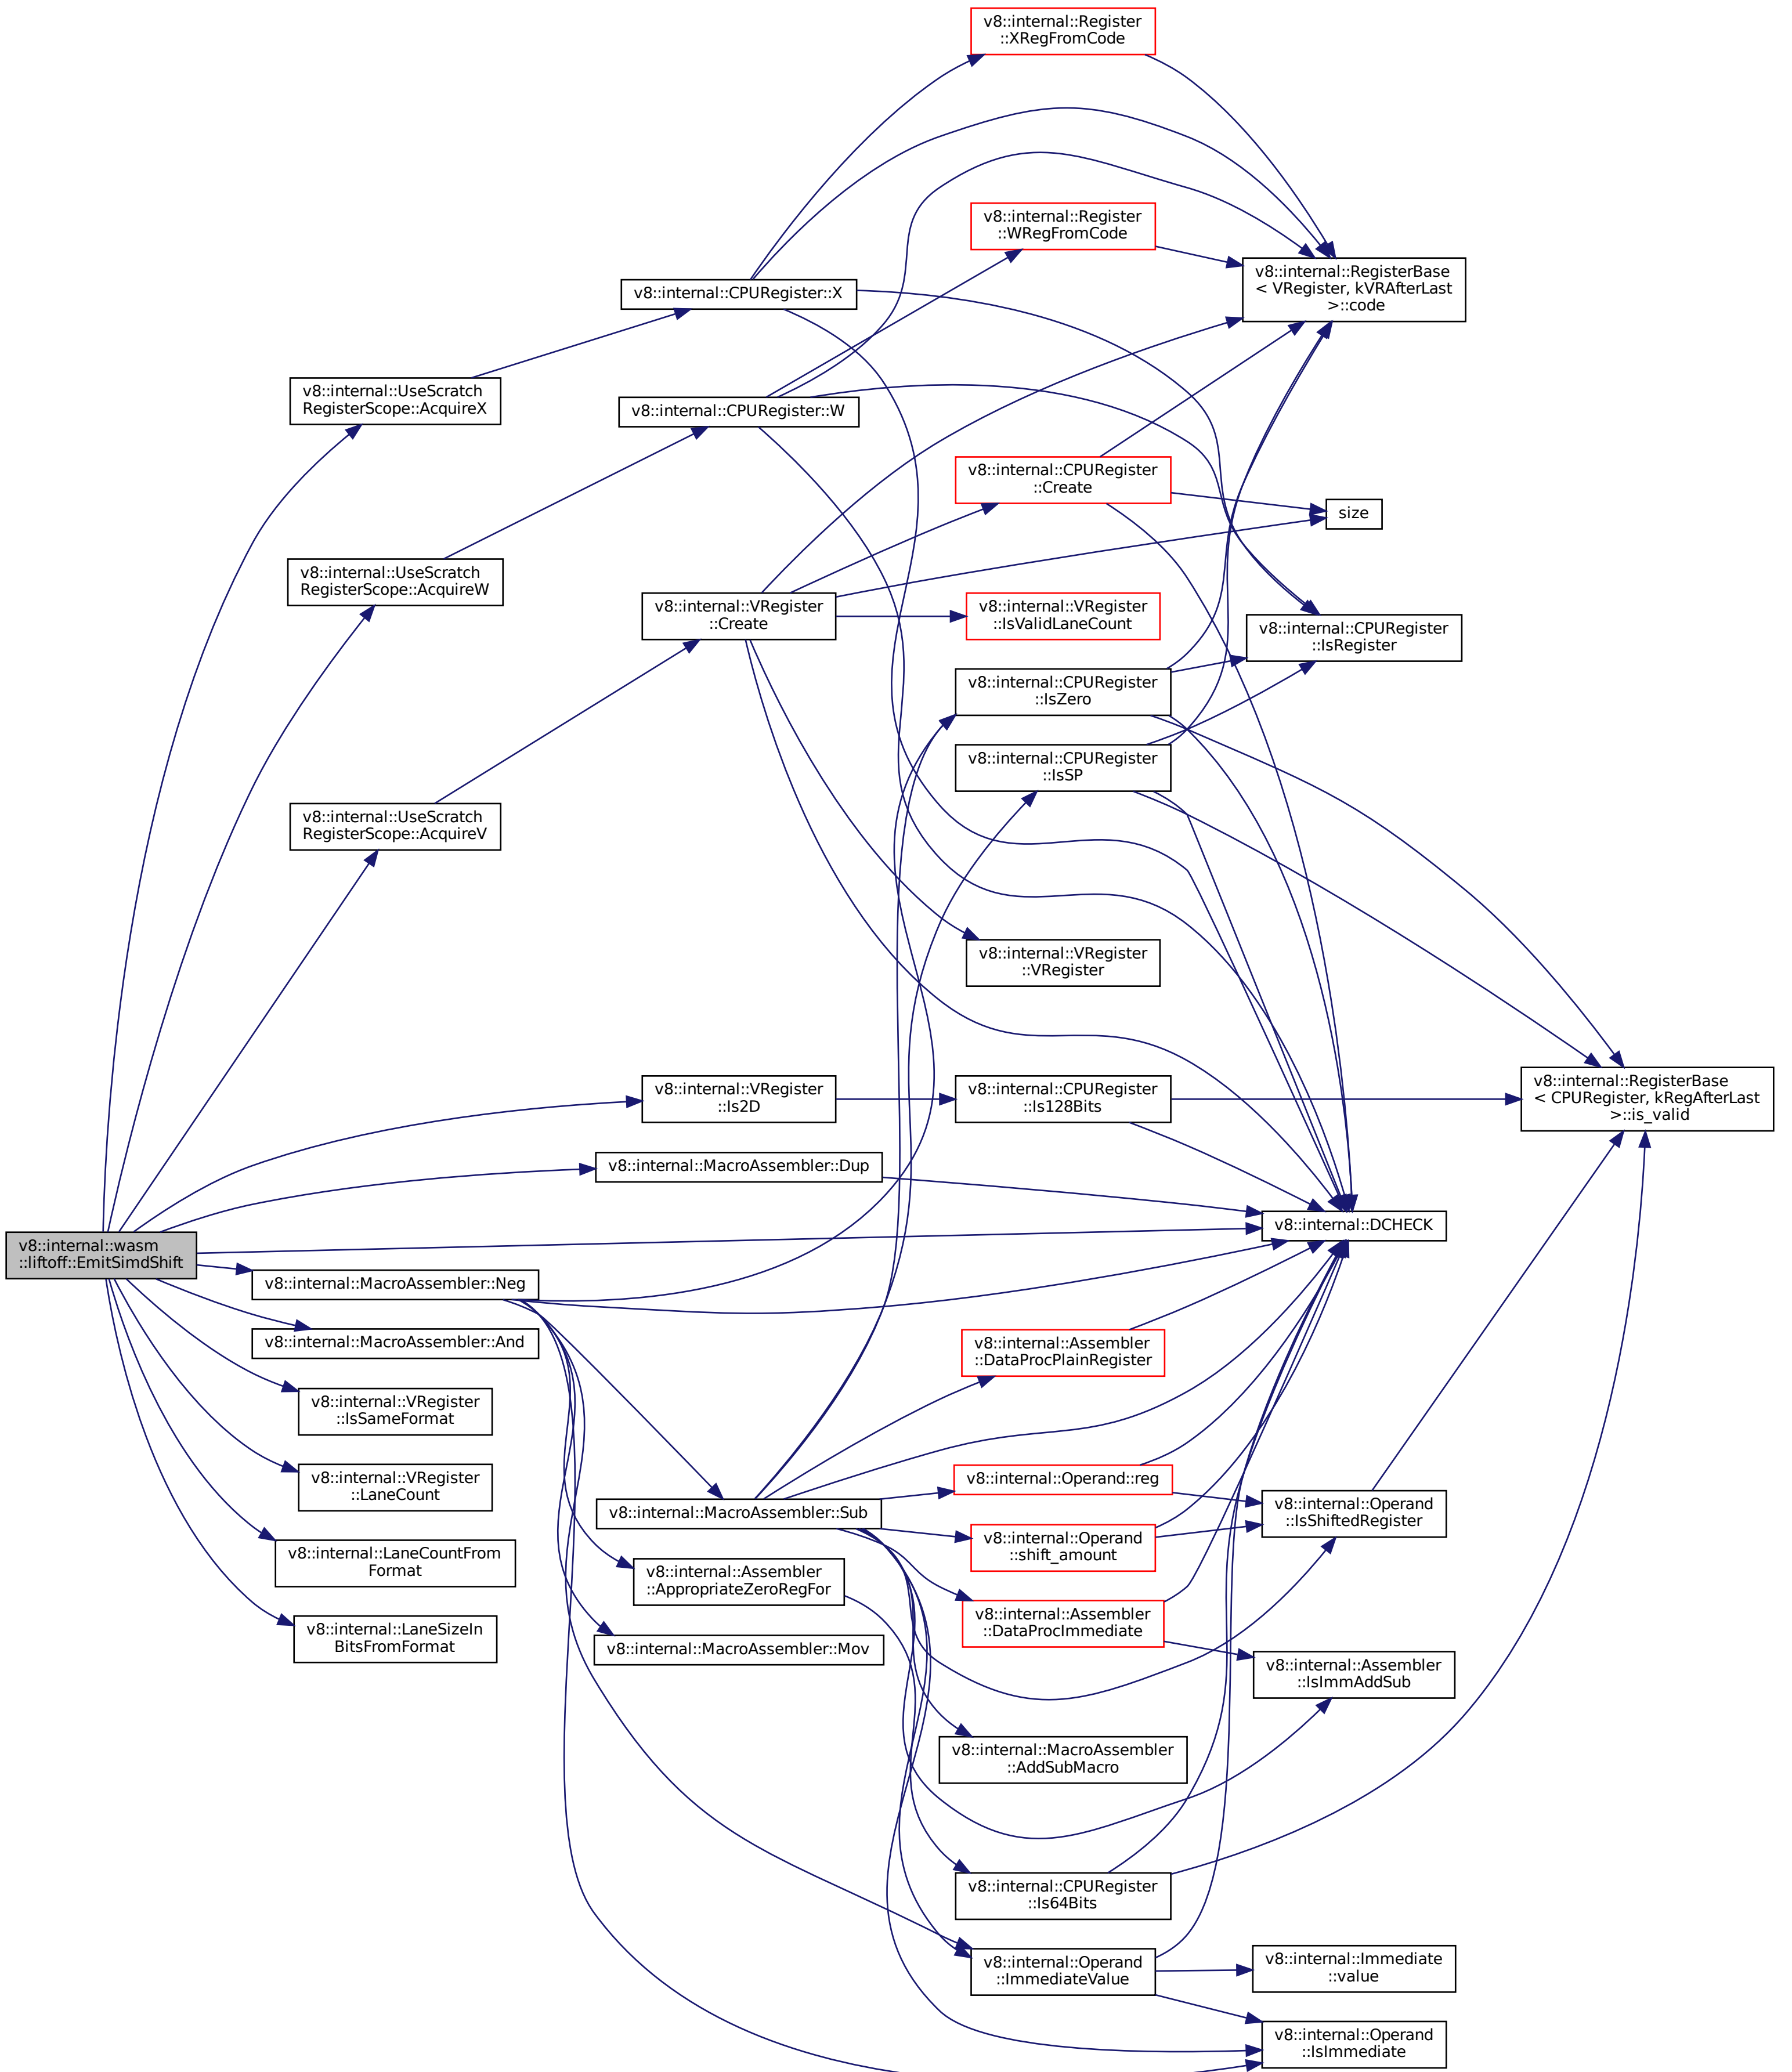 v8::internal::Register
::XRegFromCode
v8::internal::Register
::WRegFromCode
v8::internal::RegisterBase
< VRegister, kVRAfterLast
>::code
v8::internal::CPURegister::X
v8::internal::UseScratch
RegisterScope::AcquireX
v8::internal::CPURegister::W
v8::internal::CPURegister
::Create
size
v8::internal::UseScratch
RegisterScope::AcquireW
v8::internal::VRegister
::Create
v8::internal::VRegister
::IsValidLaneCount
v8::internal::CPURegister
::IsRegister
v8::internal::CPURegister
::IsZero
v8::internal::CPURegister
::IsSP
v8::internal::UseScratch
RegisterScope::AcquireV
v8::internal::VRegister
::VRegister
v8::internal::VRegister
::Is2D
v8::internal::CPURegister
::Is128Bits
v8::internal::RegisterBase
< CPURegister, kRegAfterLast
>::is_valid
v8::internal::MacroAssembler::Dup
v8::internal::DCHECK
v8::internal::wasm
::liftoff::EmitSimdShift
v8::internal::MacroAssembler::Neg
v8::internal::MacroAssembler::And
v8::internal::Assembler
::DataProcPlainRegister
v8::internal::VRegister
::IsSameFormat
v8::internal::VRegister
::LaneCount
v8::internal::Operand::reg
v8::internal::MacroAssembler::Sub
v8::internal::Operand
::IsShiftedRegister
v8::internal::Operand
::shift_amount
v8::internal::LaneCountFrom
Format
v8::internal::Assembler
::AppropriateZeroRegFor
v8::internal::Assembler
::DataProcImmediate
v8::internal::LaneSizeIn
BitsFromFormat
v8::internal::MacroAssembler::Mov
v8::internal::Assembler
::IsImmAddSub
v8::internal::MacroAssembler
::AddSubMacro
v8::internal::CPURegister
::Is64Bits
v8::internal::Operand
::ImmediateValue
v8::internal::Immediate
::value
v8::internal::Operand
::IsImmediate